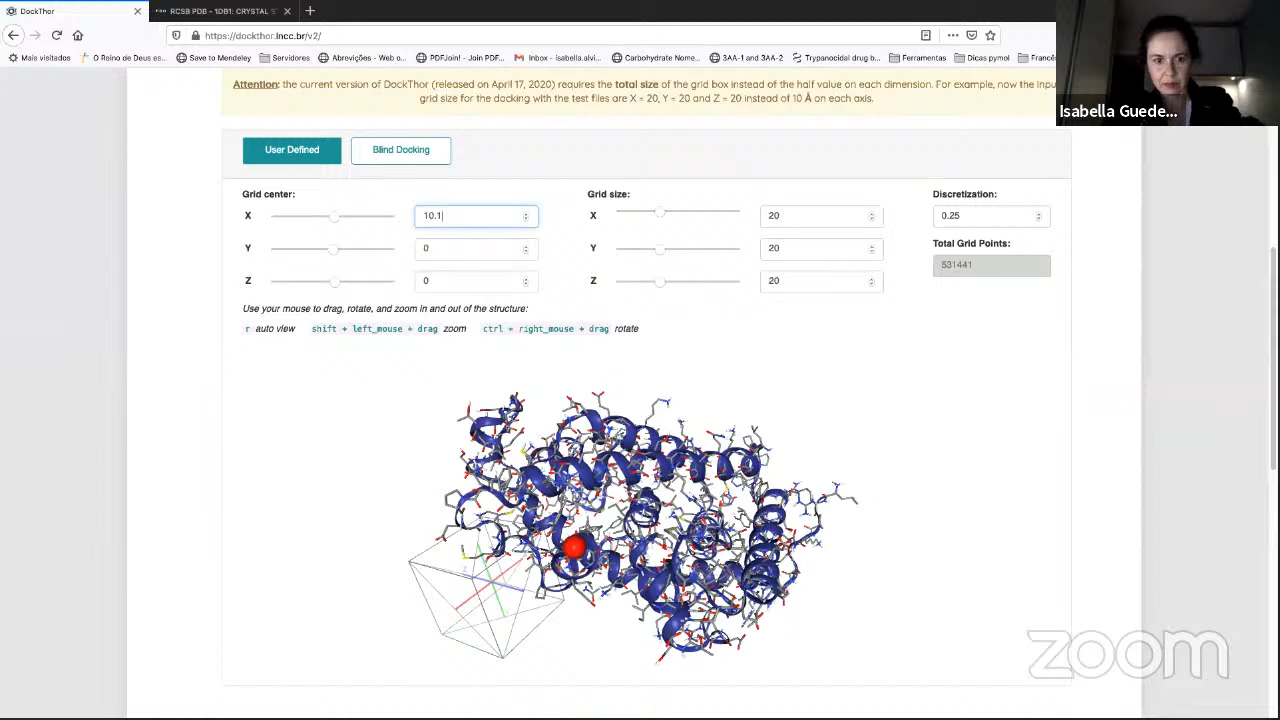 DockThor
RCSB PDB - 1DB1: CRYSTAL S
https://dockthor.lncc.br/v2/
Mais visitados
O Reino de Deus es…
Save to Mendeley
Servidores
Abrevições - Web o…
PDFJoin! - Join PDF…
Inbox - isabella.alvi…
Carbohydrate Nome…
3AA-1 and 3AA-2
Trypanocidal drug b…
Ferramentas
Dicas pymol
Francês
Isabella Guede...
Attention: the current version of DockThor (released on April 17, 2020) requires the total size of the grid box instead of the half value on each dimension. For example, now the inpu
grid size for the docking with the test files are X = 20, Y = 20 and Z = 20 instead of 10 Å on each axis.
User Defined
Blind Docking
Grid center:
Grid size:
Discretization:
X
10.1
X
20
0.25
Y
0
Y
20
Total Grid Points:
531441
Z
0
Z
20
Use your mouse to drag, rotate, and zoom in and out of the structure:
r auto view shift + left_mouse + drag zoom ctrl + right_mouse + drag rotate
zoom